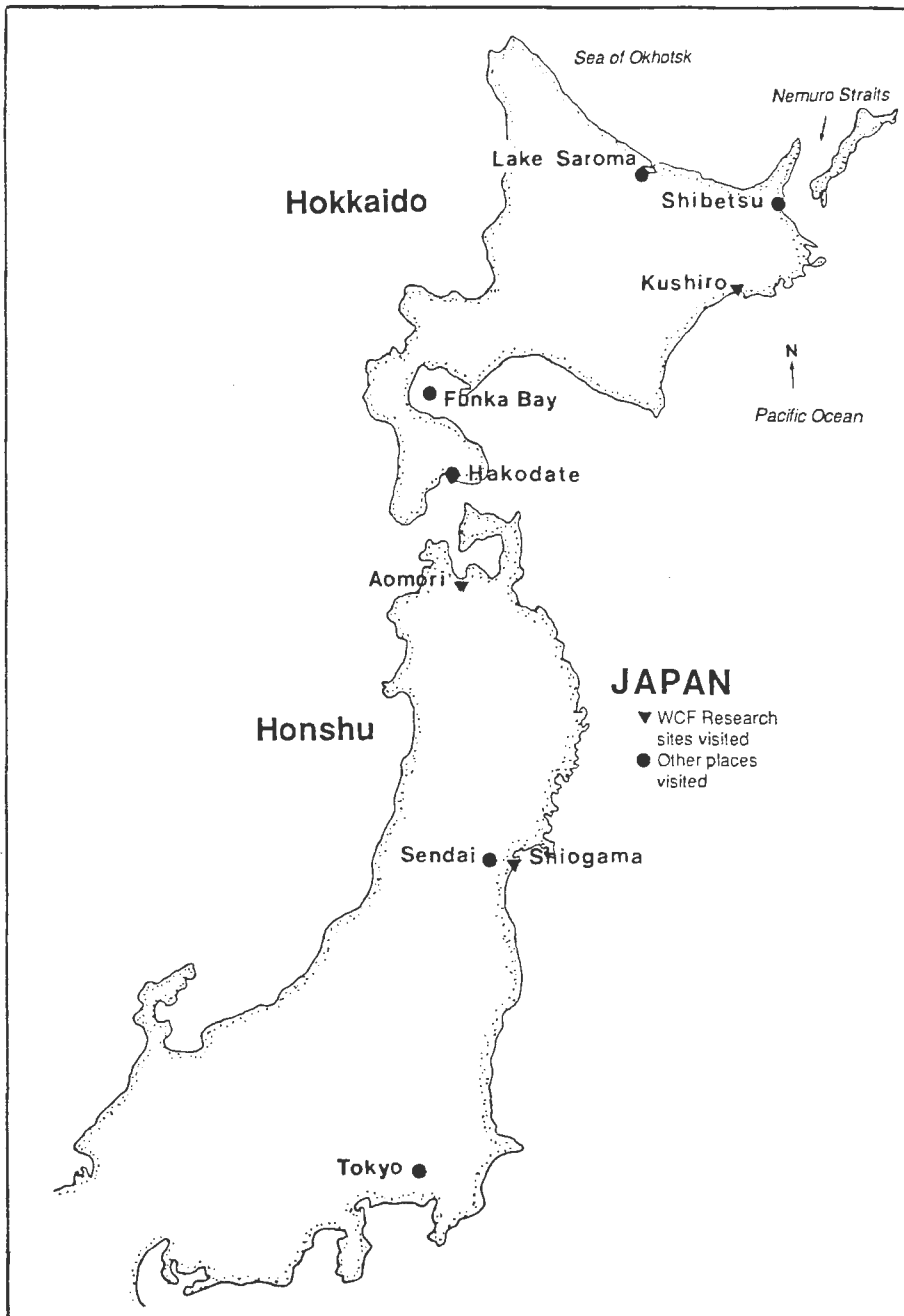 Sea of Okhotsk
Nemuro Straits
Lake Saroma
Hokkaido
Shibetsu
Kushiro
N
Funka Bay
Pacific Ocean
Hakodate
Aomori
JAPAN
WCF Research
sites visited
Honshu
Other places
visited
Sendai
Shiogama
Tokyo